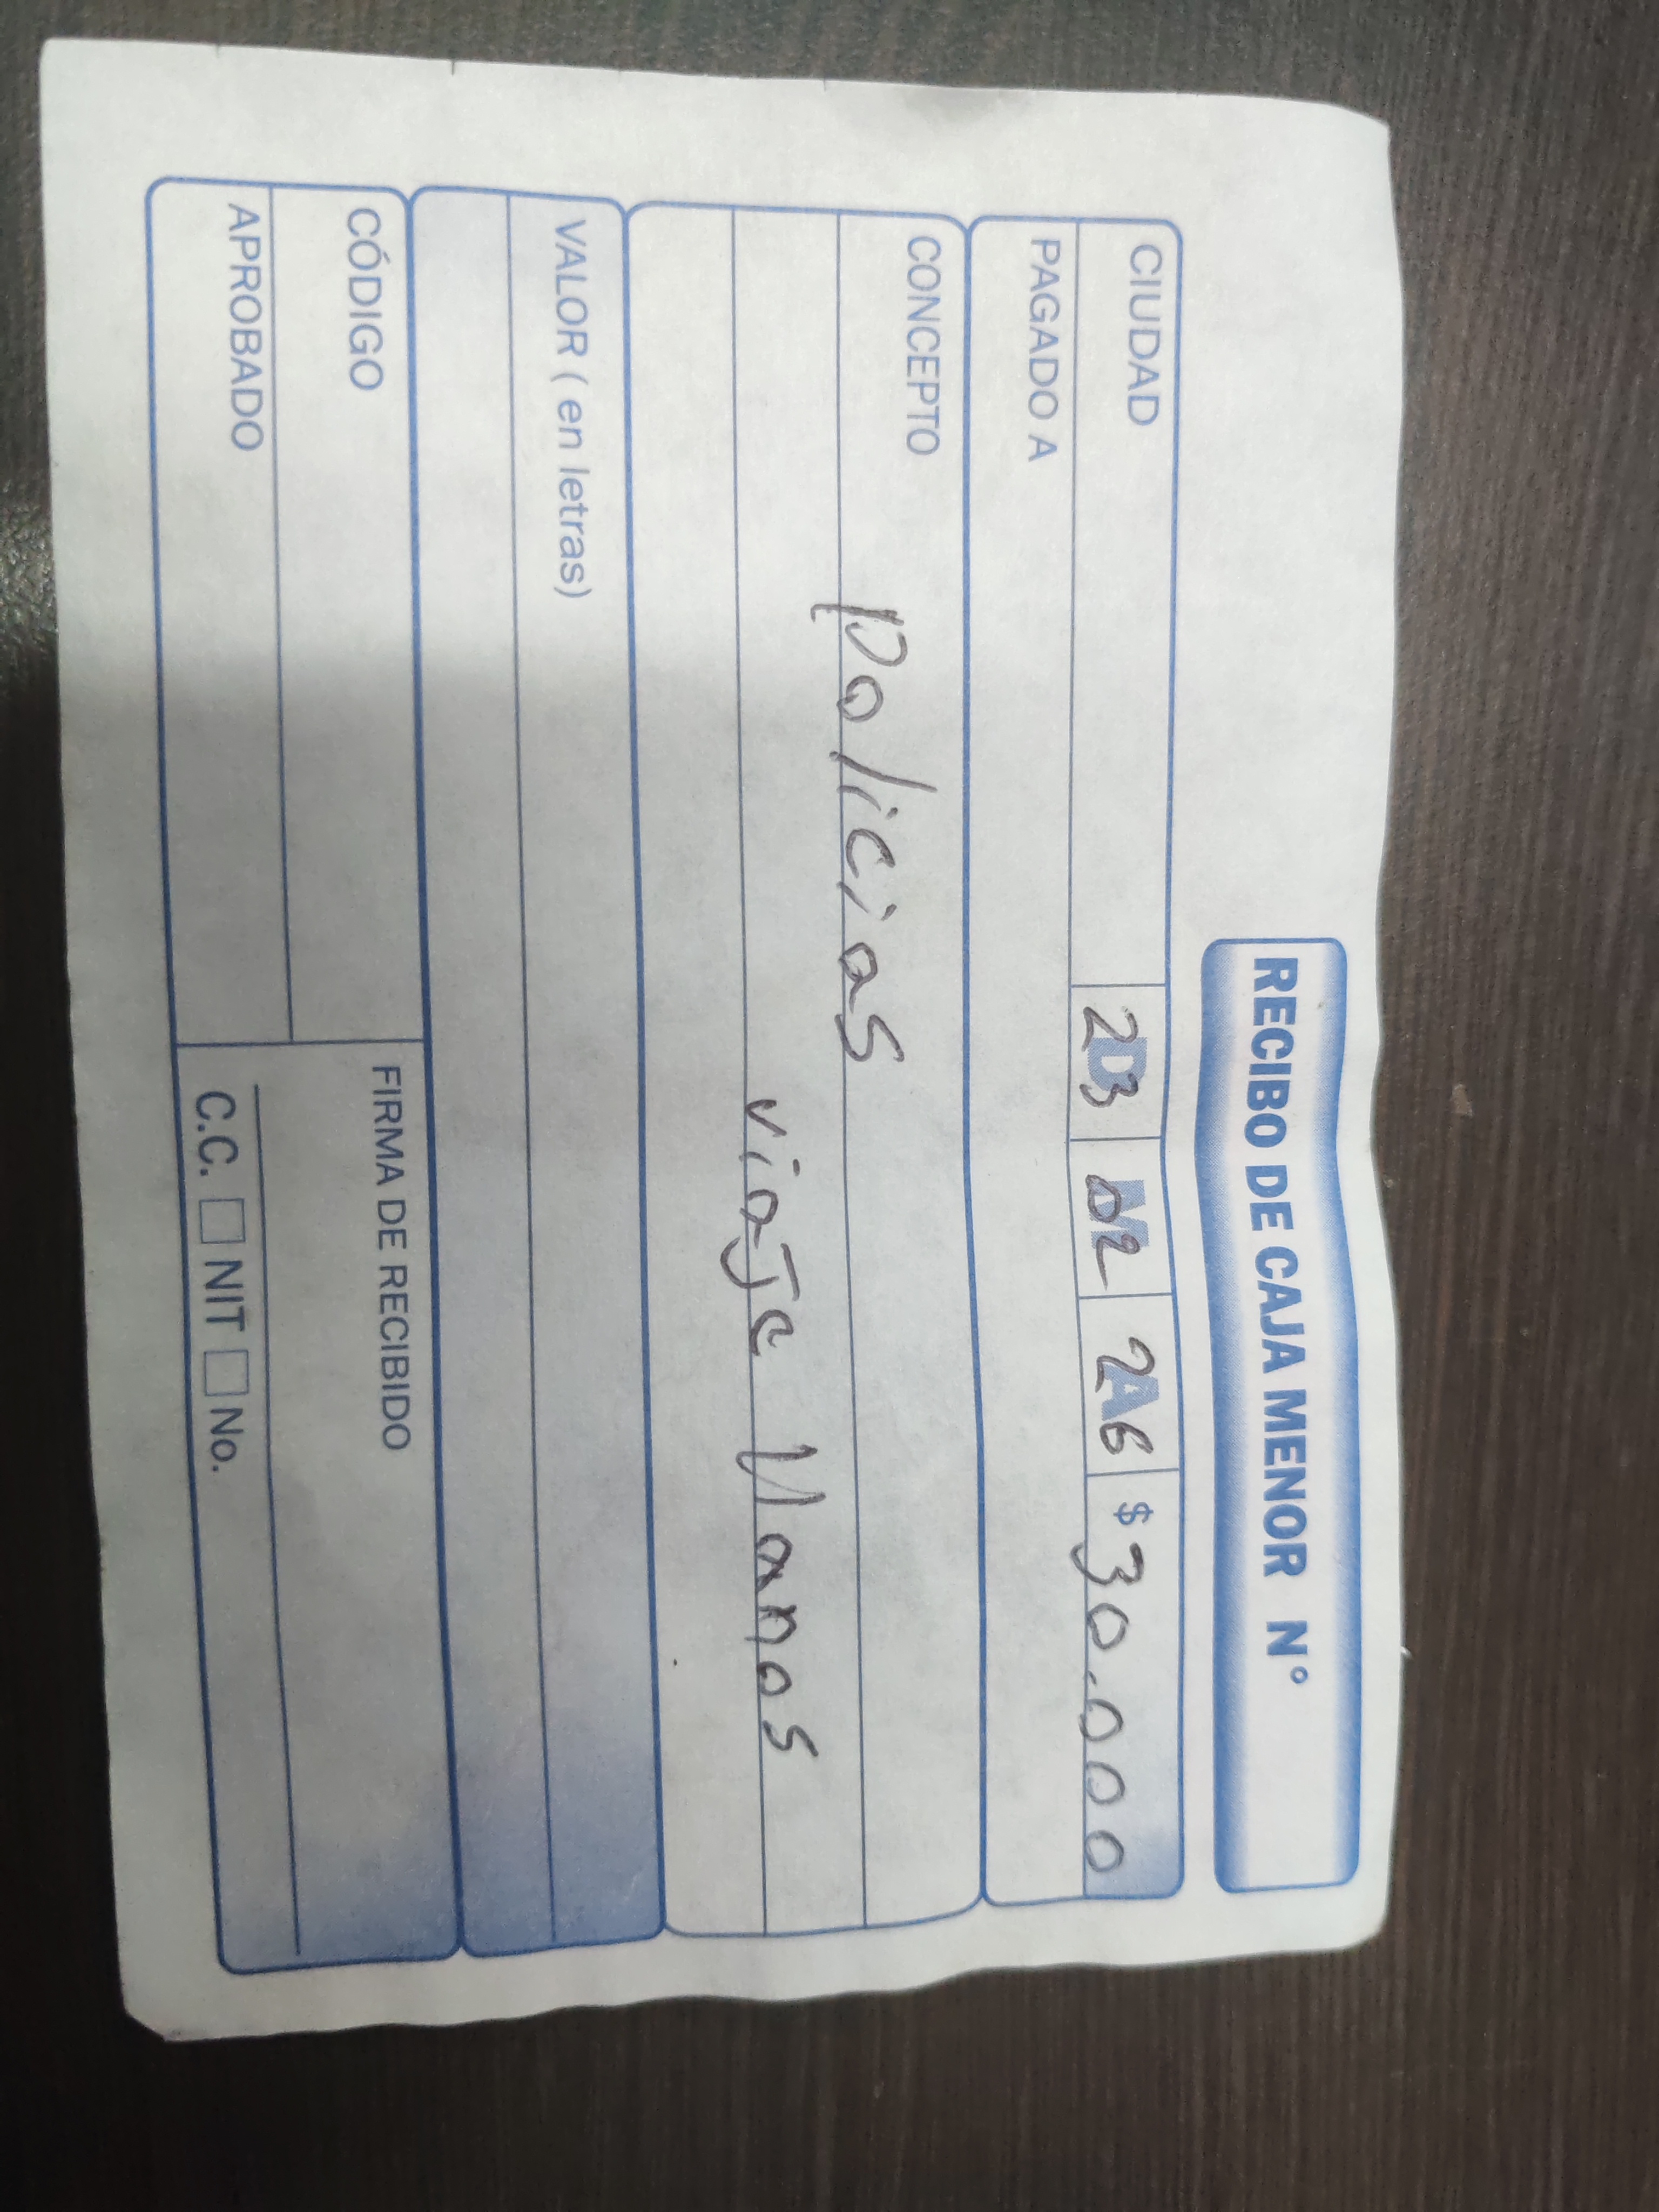 RECIBO DE CAJA MENOR N°
CIUDAD 23 02 26 $ 30.000
PAGADO A
CONCEPTO
Policias
viaje llanos
VALOR ( en letras)
CÓDIGO
FIRMA DE RECIBIDO
APROBADO
C.C. NIT No.